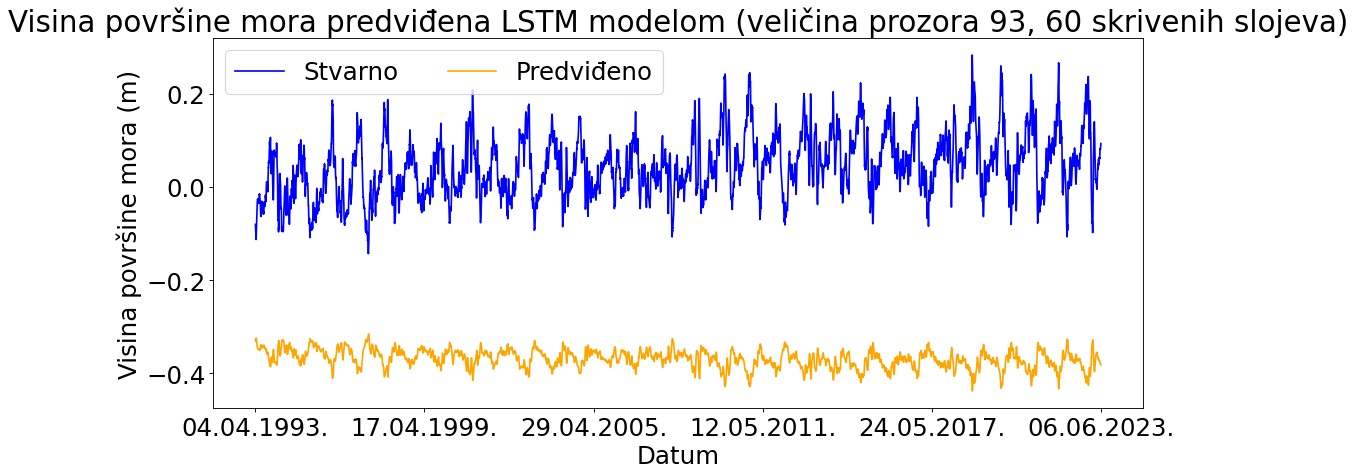 Visina površine mora predviđena LSTM modelom (veličina prozora 93, 60 skrivenih slojeva)
Stvarno
Predviđeno
Visina površine mora (m)
0.2
0.0
−0.2
−0.4
04.04.1993.
17.04.1999.
29.04.2005.
12.05.2011.
24.05.2017.
06.06.2023.
Datum